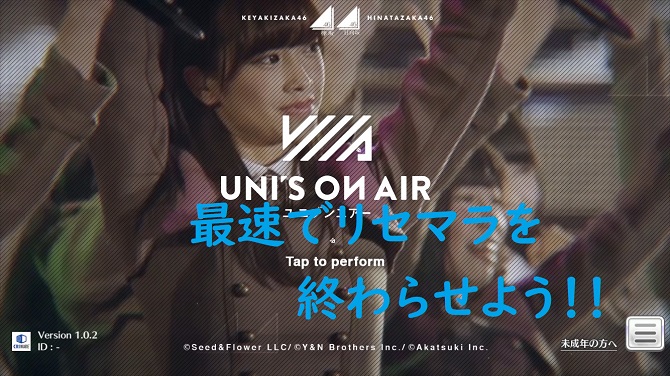 KEYAKIZAKA46
HINATAZAKA46
UNI'S ON AIR
ユニゾンエアー
最速でリセマラを
Tap to perform
終わらせよう!!
Version 1.0.2
ID : -
CRIWARE
©Seed&Flower LLC/ ©Y&N Brothers Inc./ ©Akatsuki Inc.
未成年の方へ